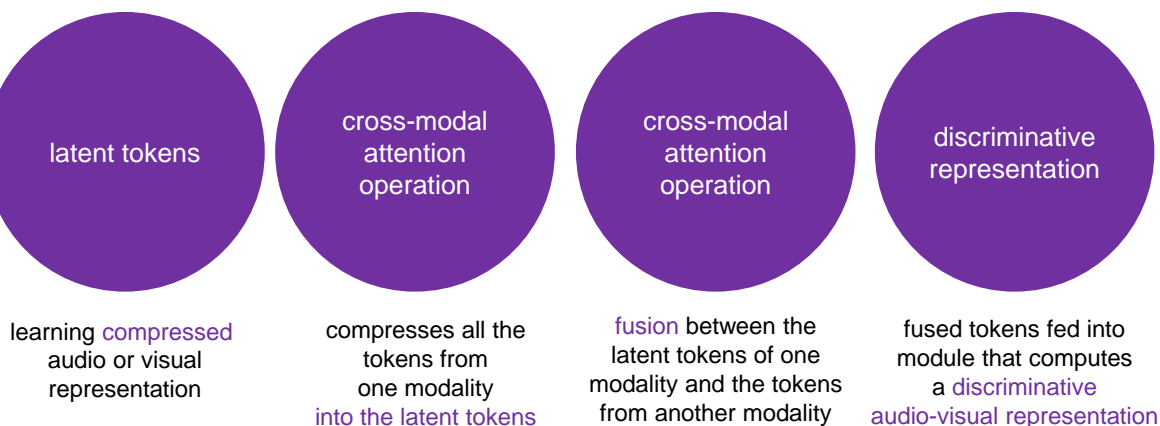 latent tokens
cross-modal
attention
operation
cross-modal
attention
operation
discriminative
representation
learning compressed
audio or visual
representation
compresses all the
tokens from
one modality
into the latent tokens
fusion between the
latent tokens of one
modality and the tokens
from another modality
fused tokens fed into
module that computes
a discriminative
audio-visual representation